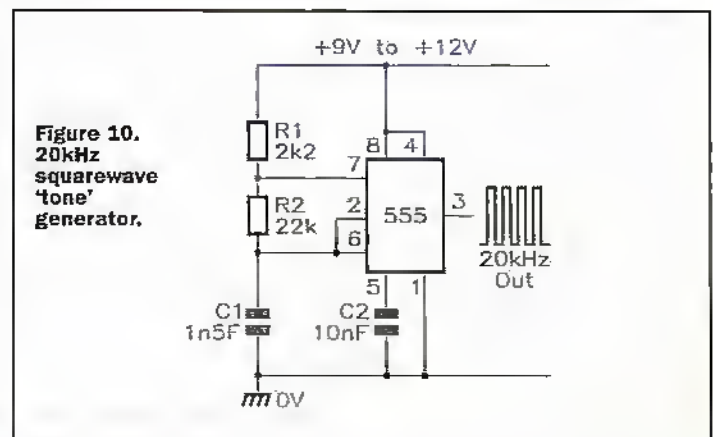 +9V to +12V
Figure 10.
20kHz
squarewave
'tone'
generator.
R1
2k2
R2
22k
8 4
7
2
6
555
3
5 1
20kHz
Out
C1
1n5F
C2
10nF
0V